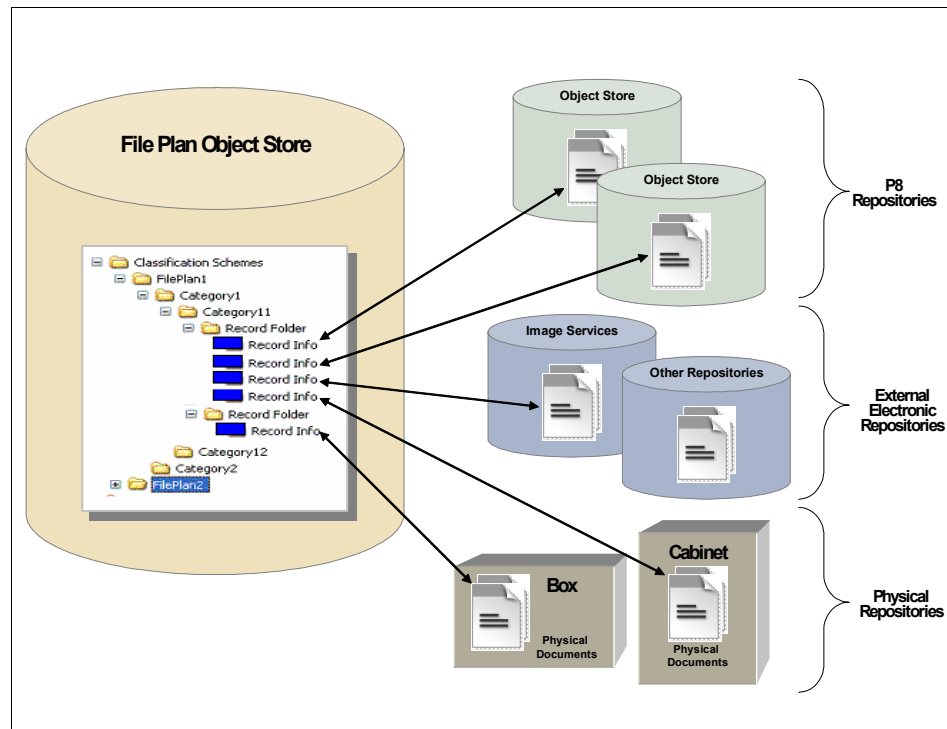 File Plan Object Store
Classification Schemes
FilePlan1
Category1
Category11
Record Folder
Record Info
Record Info
Record Info
Record Info
Record Folder
Record Info
Category12
Category2
FilePlan2
Object Store
Object Store
P8
Repositories
Image Services
Other Repositories
External
Electronic
Repositories
Box
Physical
Documents
Cabinet
Physical
Documents
Physical
Repositories